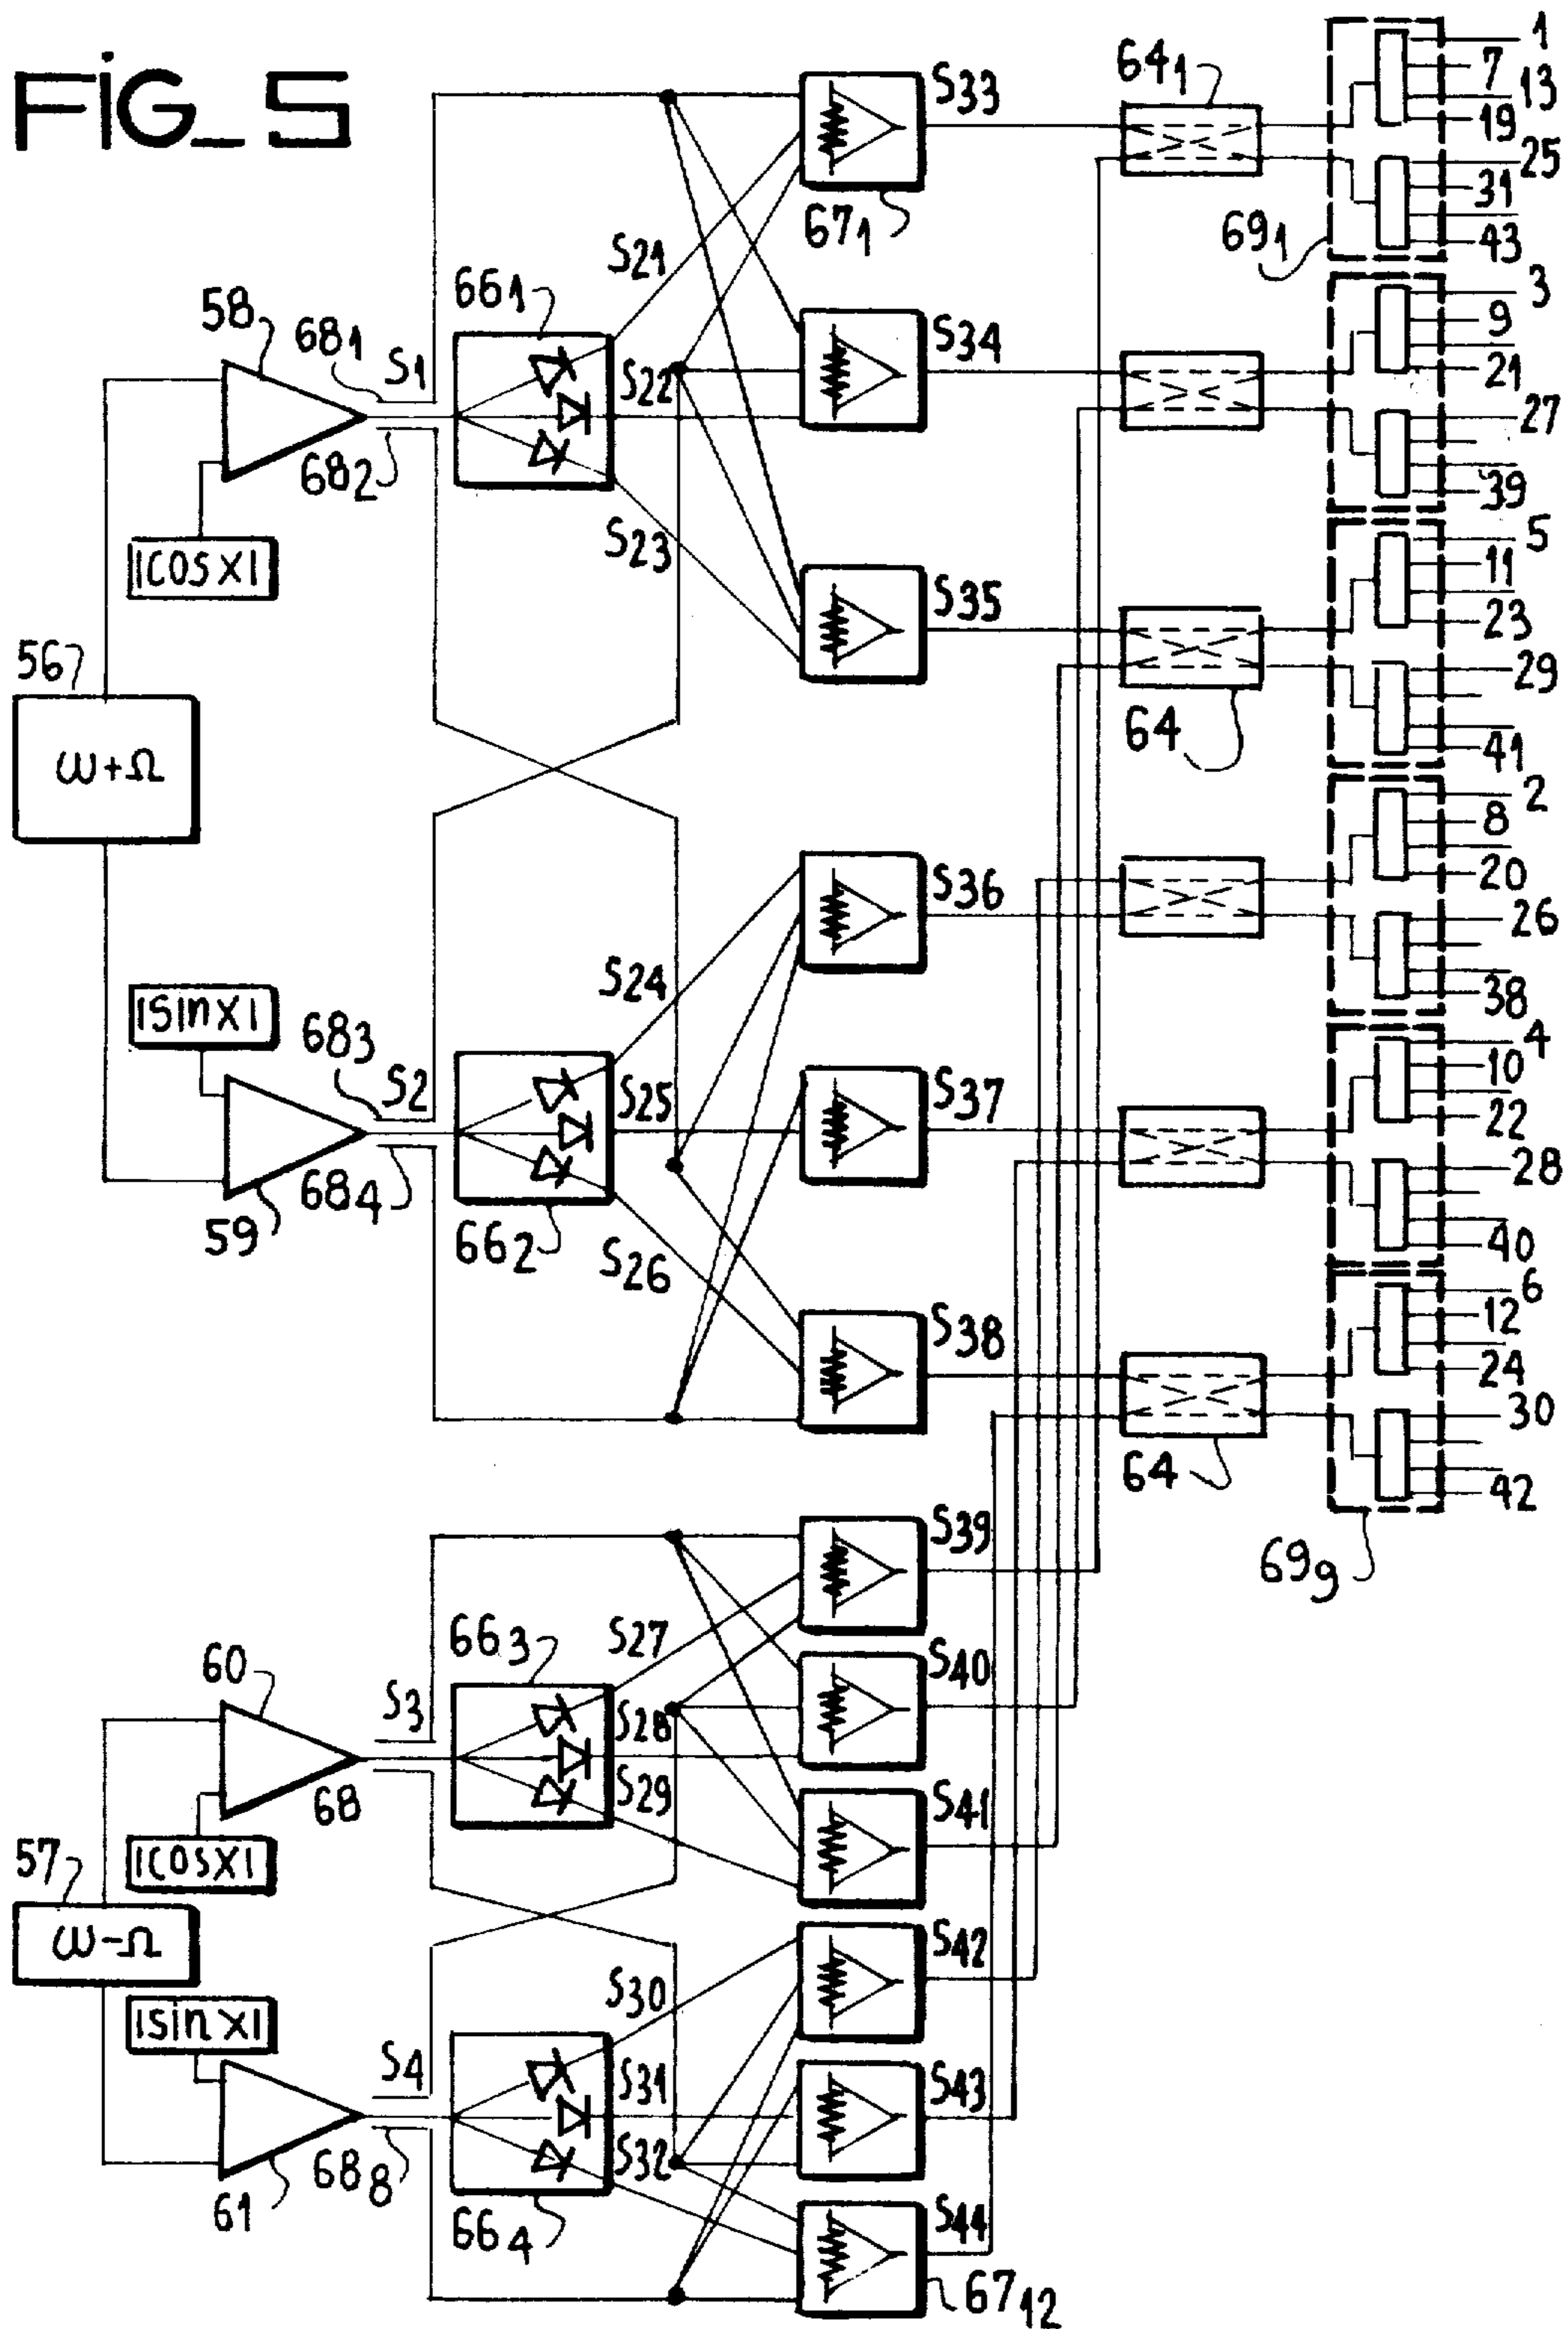 FIG_5
1
7
13
19
25
31
43
64₁
69₁
S33
67₁
S21
66₁
58
68₁
S1
S22
68₂
S23
|COS X|
S34
3
9
21
27
39
S35
64
5
11
23
29
41
56
ω+Ω
2
8
20
26
38
S36
S24
|Sin X|
68₃
S2
S25
S37
59
68₄
66₂
S26
4
10
22
28
40
S38
64
6
12
24
30
42
69₉
S39
60
S3
66₃
S27
S28
S29
S40
68
|COS X|
S41
57
ω-Ω
S42
|Sin X|
S4
S30
S31
S32
S43
61
68₈
66₄
S44
67₁₂